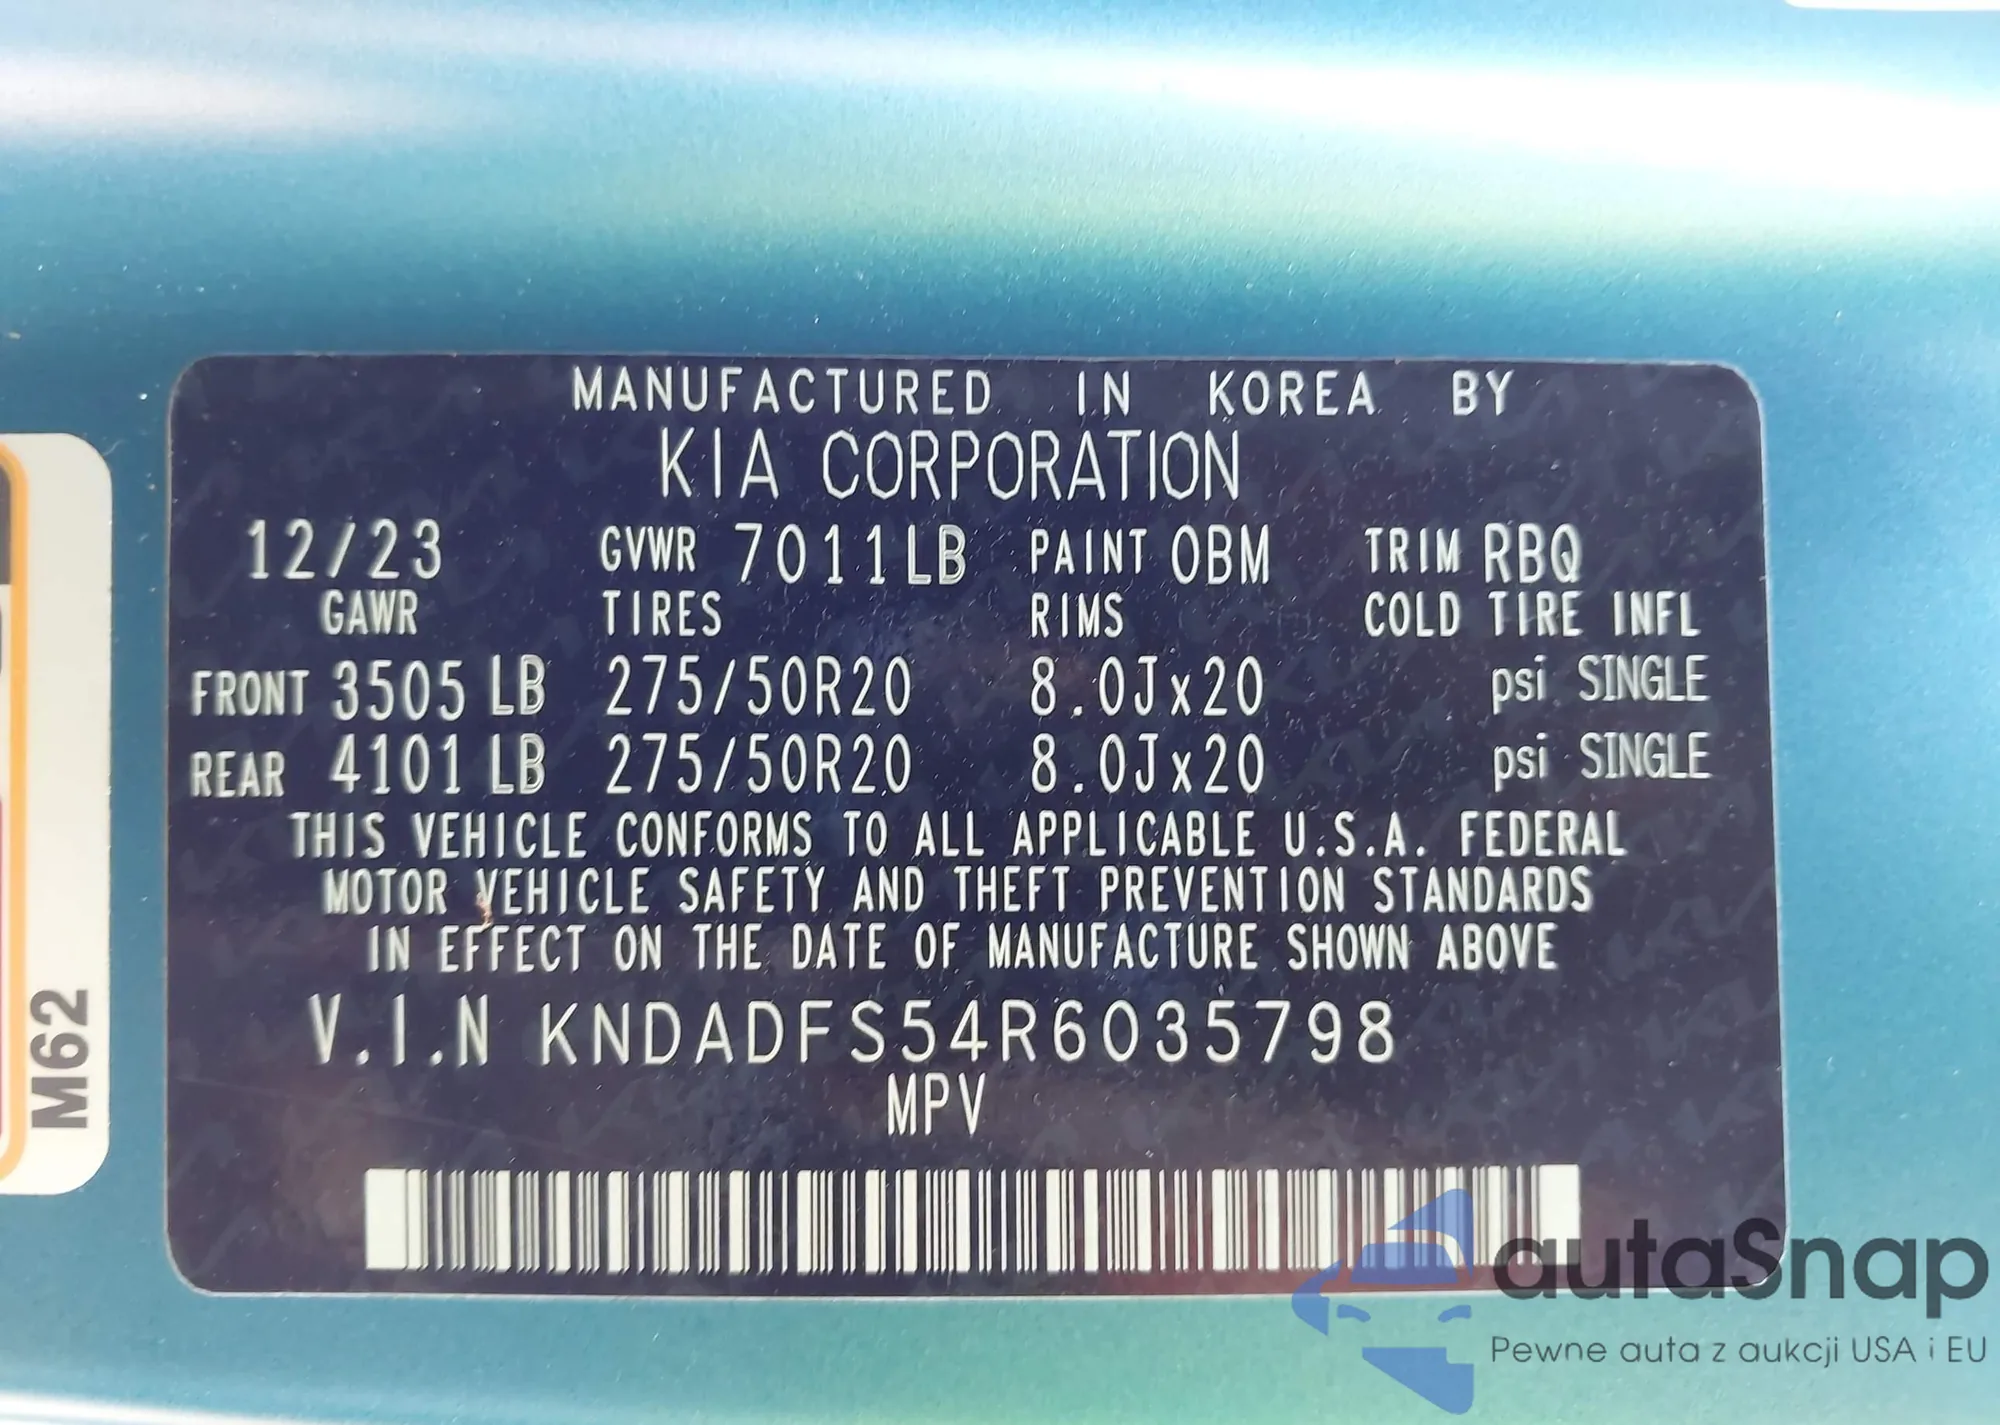 MANUFACTURED IN KOREA BY
KIA CORPORATION
12/23 GVWR 7011LB PAINT OBM TRIM RBQ
GAWR TIRES RIMS COLD TIRE INFL
FRONT 3505 LB 275/50R20 8.0Jx20 psi SINGLE
REAR 4101 LB 275/50R20 8.0Jx20 psi SINGLE
THIS VEHICLE CONFORMS TO ALL APPLICABLE U.S.A. FEDERAL
MOTOR VEHICLE SAFETY AND THEFT PREVENTION STANDARDS
IN EFFECT ON THE DATE OF MANUFACTURE SHOWN ABOVE
V.I.N KNDADFS54R6035798
MPV
M62
autaSnap
Pewne auta z aukcji USA i EU